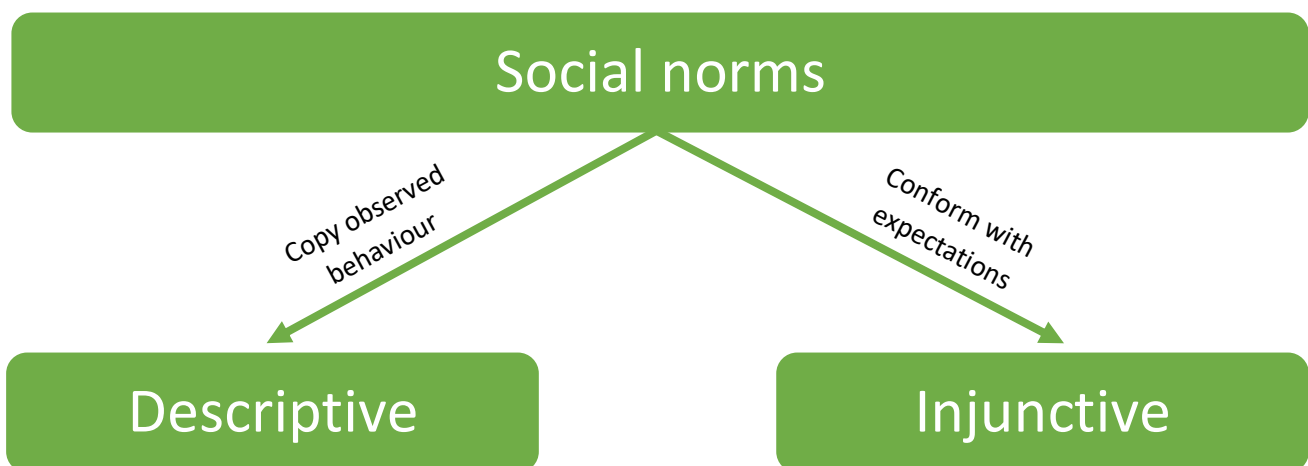 Social norms
Copy observed
behaviour
Conform with
expectations
Descriptive
Injunctive